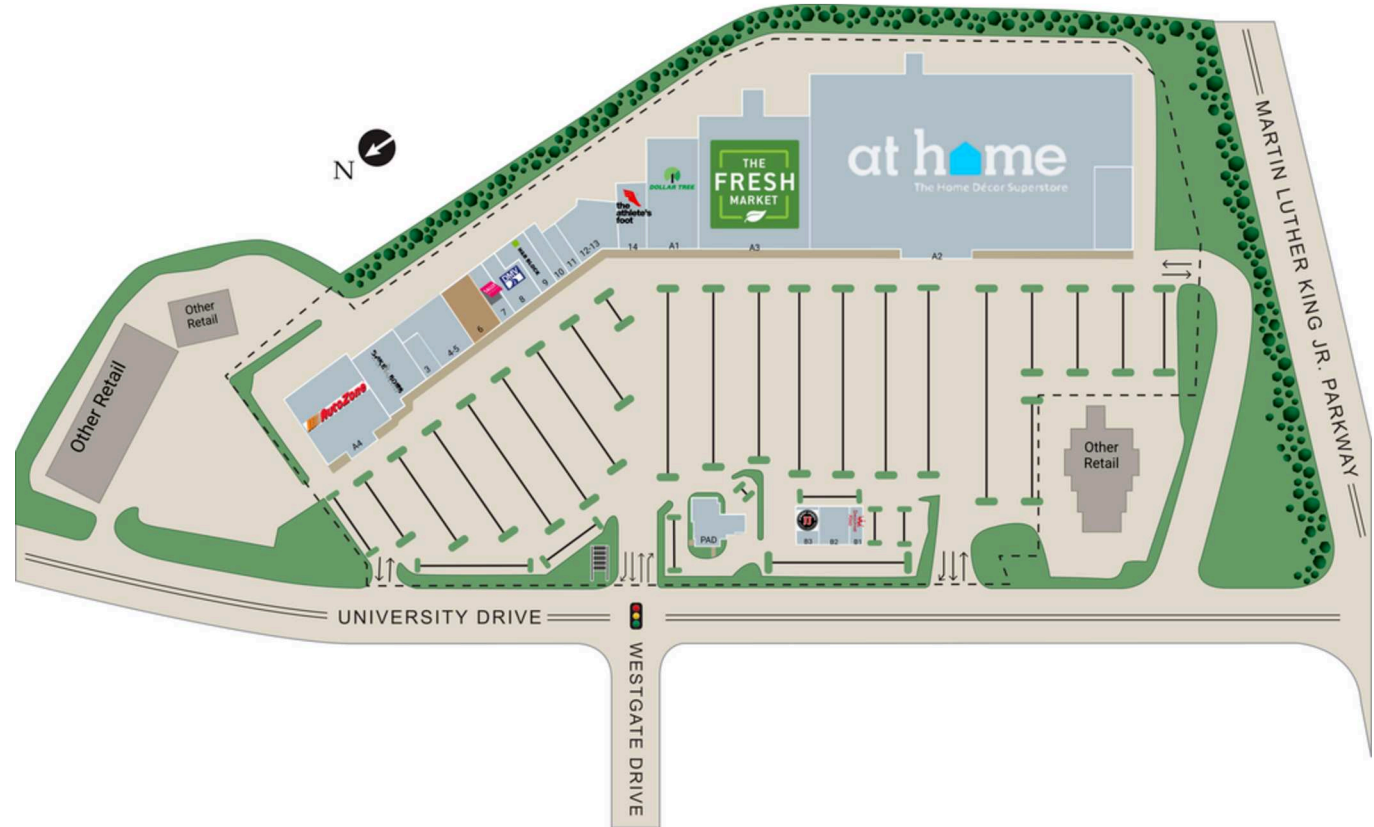 MARTIN LUTHER KING JR. PARKWAY
N
at home
The Home Décor Superstore
THE
FRESH
MARKET
DOLLAR TREE
the
athlete's
foot
A2
A3
A1
14
12-13
11
10
9
8
7
6
4-5
3
A4
DMV
H&R BLOCK
AutoZone
Other
Retail
Other Retail
Other
Retail
PAD
B3
B2
B1
UNIVERSITY DRIVE
WESTGATE DRIVE